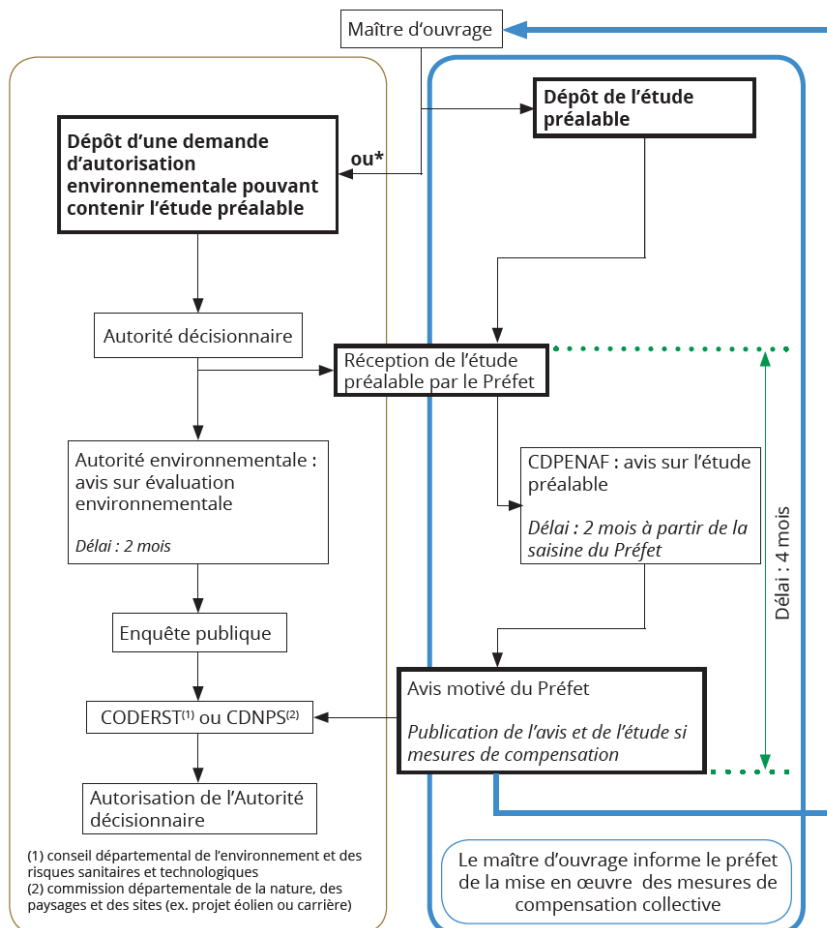 Maître d'ouvrage
Dépôt de l'étude
préalable
Dépôt d'une demande
d'autorisation
environnementale pouvant
contenir l'étude préalable
ou*
Autorité décisionnaire
Réception de l'étude
préalable par le Préfet
Autorité environnementale :
avis sur évaluation
environnementale
Délai : 2 mois
CDPENAF : avis sur l'étude
préalable
Délai : 2 mois à partir de la
saisine du Préfet
Délai : 4 mois
Enquête publique
Avis motivé du Préfet
Publication de l'avis et de l'étude si
mesures de compensation
CODERST⁽¹⁾ ou CDNPS⁽²⁾
Autorisation de l'Autorité
décisionnaire
(1) conseil départemental de l'environnement et des
risques sanitaires et technologiques
(2) commission départementale de la nature, des
paysages et des sites (ex. projet éolien ou carrière)
Le maître d'ouvrage informe le préfet
de la mise en œuvre des mesures de
compensation collective